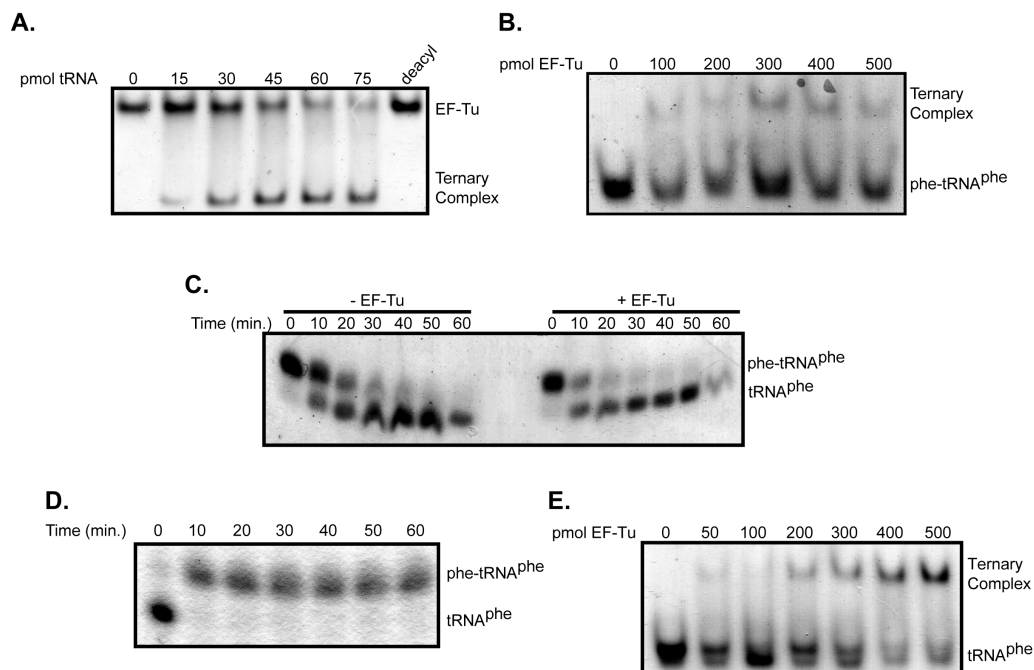 A.
pmol tRNA 0 15 30 45 60 75 deacyl
EF-Tu
Ternary
Complex
B.
pmol EF-Tu 0 100 200 300 400 500
Ternary
Complex
phe-tRNAphe
C.
- EF-Tu + EF-Tu
Time (min.) 0 10 20 30 40 50 60 0 10 20 30 40 50 60
phe-tRNAphe
tRNAphe
D.
Time (min.) 0 10 20 30 40 50 60
phe-tRNAphe
tRNAphe
E.
pmol EF-Tu 0 50 100 200 300 400 500
Ternary
Complex
tRNAphe